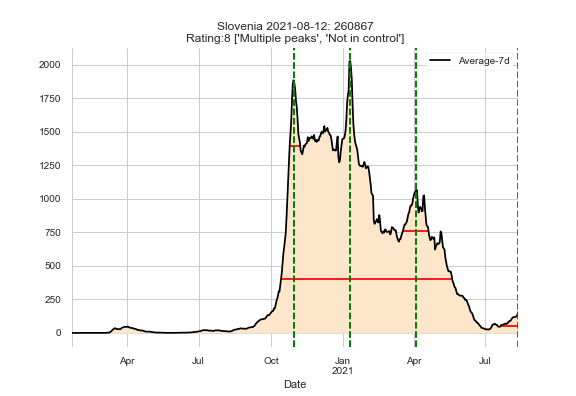 Slovenia 2021-08-12: 260867
Rating:8 ['Multiple peaks', 'Not in control']
Average-7d
2000
1750
1500
1250
1000
750
500
250
0
Apr
Jul
Oct
Jan
2021
Apr
Jul
Date